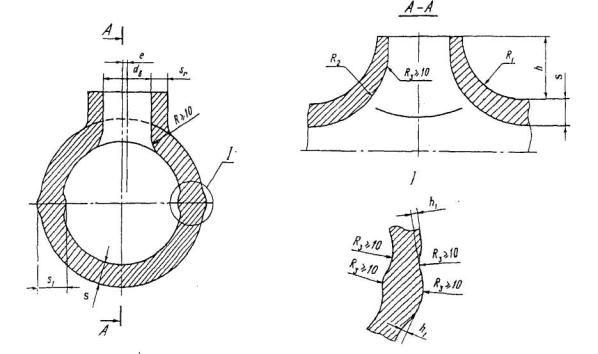 A
A – A
e
d_в
s_r
R≥10
I
s_1
s
A
R_2
R_3≥10
R_1
h
s
I
h_1
R_3≥10
R_3≥10
R_3≥10
R_3≥10
h_1